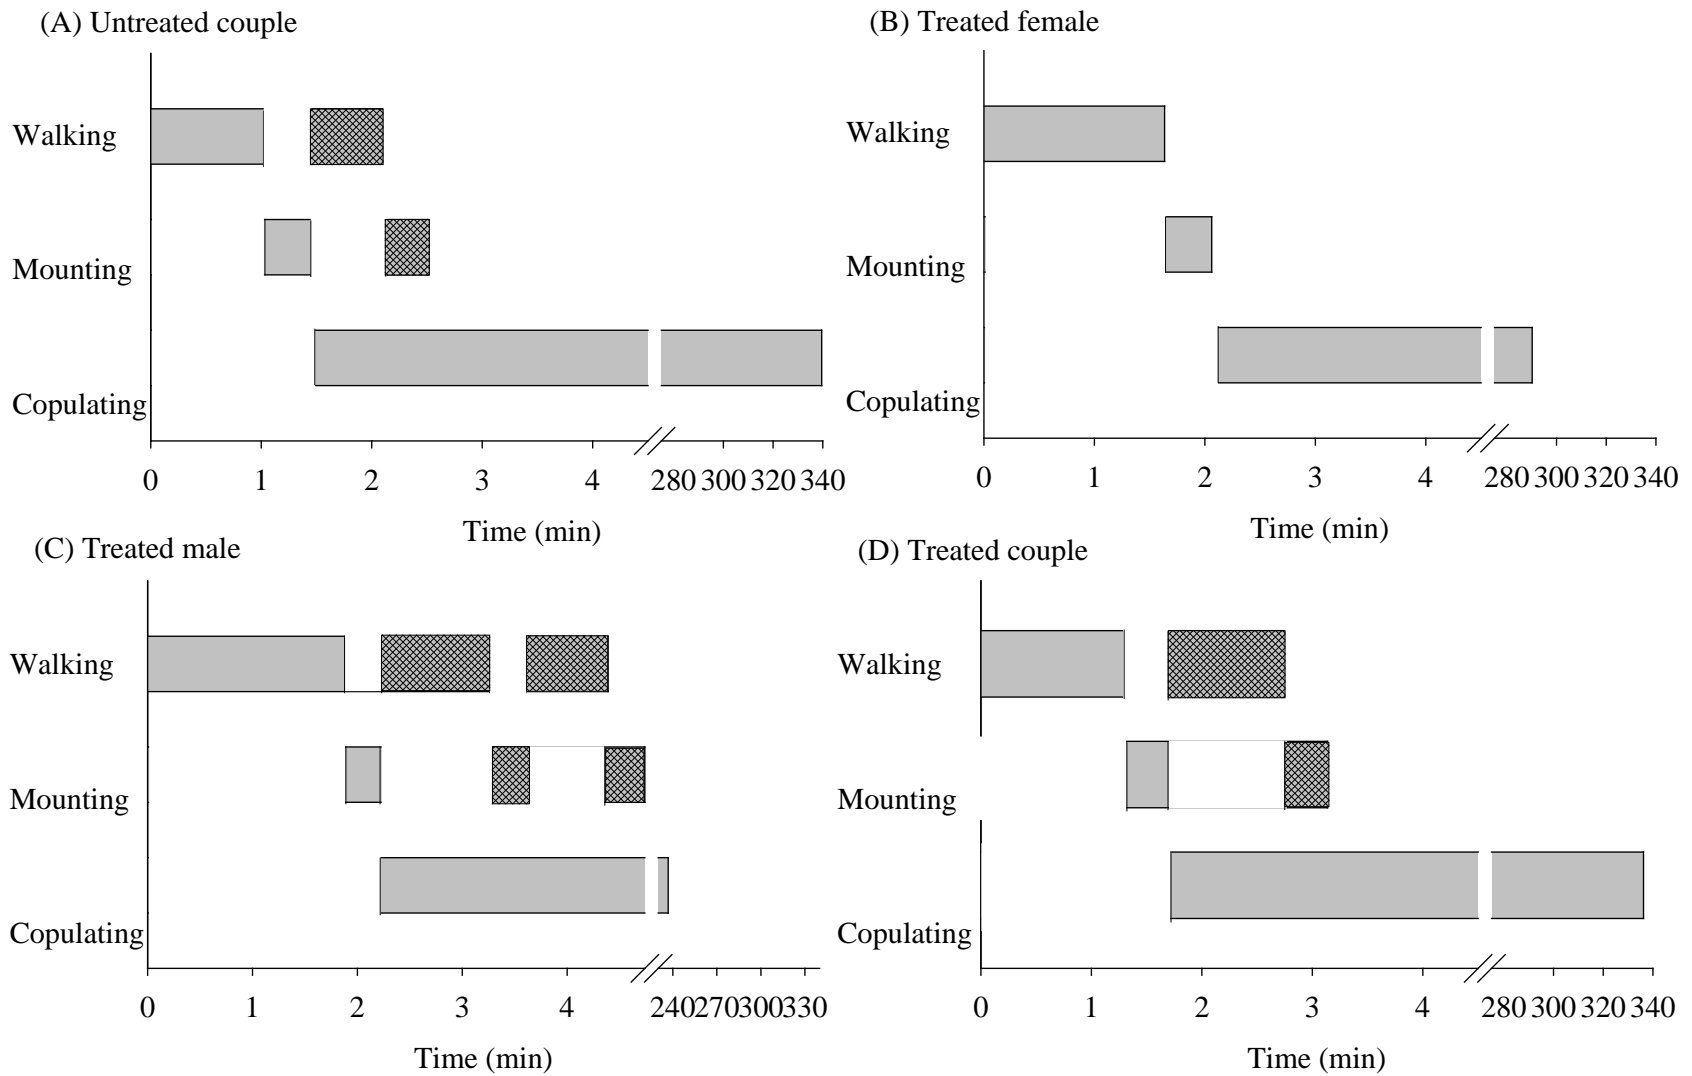 (A) Untreated couple
Walking
Mounting
Copulating
0 1 2 3 4 280 300 320 340
Time (min)
(B) Treated female
Walking
Mounting
Copulating
0 1 2 3 4 280 300 320 340
Time (min)
(C) Treated male
Walking
Mounting
Copulating
0 1 2 3 4 240 270 300 330
Time (min)
(D) Treated couple
Walking
Mounting
Copulating
0 1 2 3 4 280 300 320 340
Time (min)